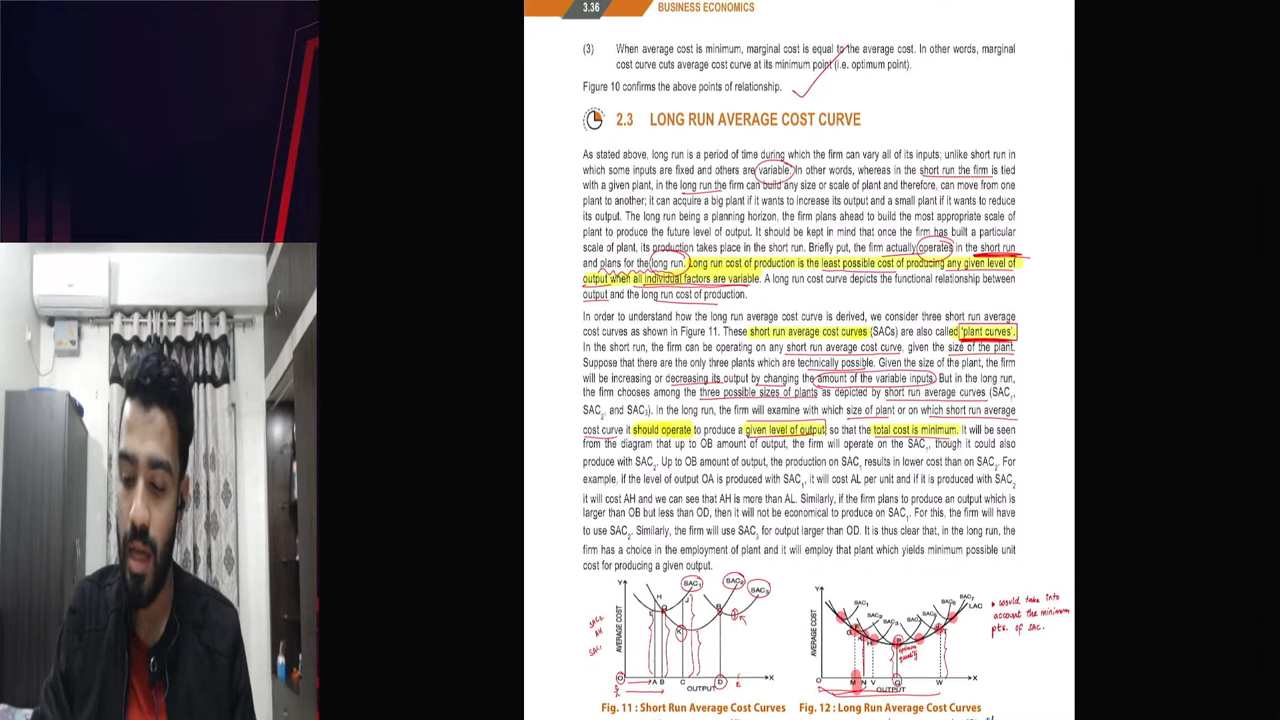 3.36
BUSINESS ECONOMICS
(3) When average cost is minimum, marginal cost is equal to the average cost. In other words, marginal
cost curve cuts average cost curve at its minimum point (i.e. optimum point).
Figure 10 confirms the above points of relationship.
2.3 LONG RUN AVERAGE COST CURVE
As stated above, long run is a period of time during which the firm can vary all of its inputs; unlike short run in
which some inputs are fixed and others are variable. In other words, whereas in the short run the firm is tied
with a given plant, in the long run the firm can build any size or scale of plant and therefore, can move from one
plant to another; it can acquire a big plant if it wants to increase its output and a small plant if it wants to reduce
its output. The long run being a planning horizon, the firm plans ahead to build the most appropriate scale of
plant to produce the future level of output. It should be kept in mind that once the firm has built a particular
scale of plant, its production takes place in the short run. Briefly put, the firm actually operates in the short run
and plans for the long run. Long run cost of production is the least possible cost of producing any given level of
output when all individual factors are variable. A long run cost curve depicts the functional relationship between
output and the long run cost of production.
In order to understand how the long run average cost curve is derived, we consider three short run average
cost curves as shown in Figure 11. These short run average cost curves (SACs) are also called 'plant curves'.
In the short run, the firm can be operating on any short run average cost curve, given the size of the plant.
Suppose that there are the only three plants which are technically possible. Given the size of the plant, the firm
will be increasing or decreasing its output by changing the amount of the variable inputs. But in the long run,
the firm chooses among the three possible sizes of plants as depicted by short run average curves (SAC1,
SAC2, and SAC3). In the long run, the firm will examine with which size of plant or on which short run average
cost curve it should operate to produce a given level of output, so that the total cost is minimum. It will be seen
from the diagram that up to OB amount of output, the firm will operate on the SAC1, though it could also
produce with SAC2. Up to OB amount of output, the production on SAC1 results in lower cost than on SAC2. For
example, if the level of output OA is produced with SAC1, it will cost AL per unit and if it is produced with SAC2
it will cost AH and we can see that AH is more than AL. Similarly, if the firm plans to produce an output which is
larger than OB but less than OD, then it will not be economical to produce on SAC1. For this, the firm will have
to use SAC2. Similarly, the firm will use SAC3 for output larger than OD. It is thus clear that, in the long run, the
firm has a choice in the employment of plant and it will employ that plant which yields minimum possible unit
cost for producing a given output.
Y H SAC1 SAC2 SAC3
L J
K
AVERAGE COST
SAC2
AH
SAC1
O A B C D E X
OUTPUT
Y SAC1 SAC2 SAC3 SAC7
LAC
G
AVERAGE COST
optimum
quantity
O M N V Q W X
OUTPUT
would take into
account the minimum
pts. of SAC.
Fig. 11 : Short Run Average Cost Curves
Fig. 12 : Long Run Average Cost Curves